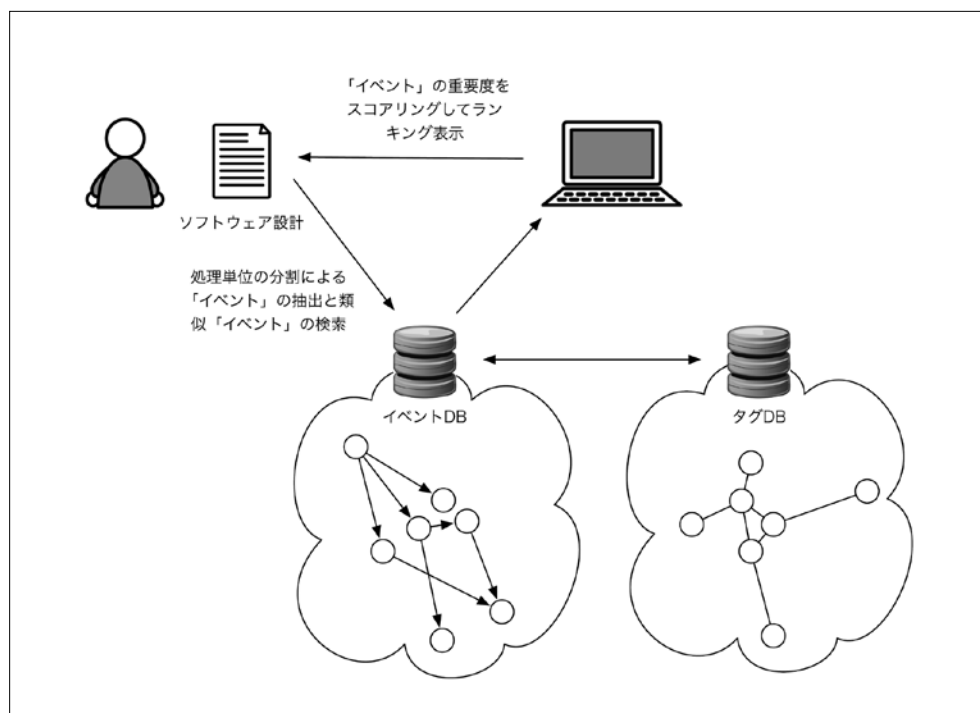 「イベント」の重要度を
スコアリングしてラン
キング表示
ソフトウェア設計
処理単位の分割による
「イベント」の抽出と類
似「イベント」の検索
イベントDB
タグDB